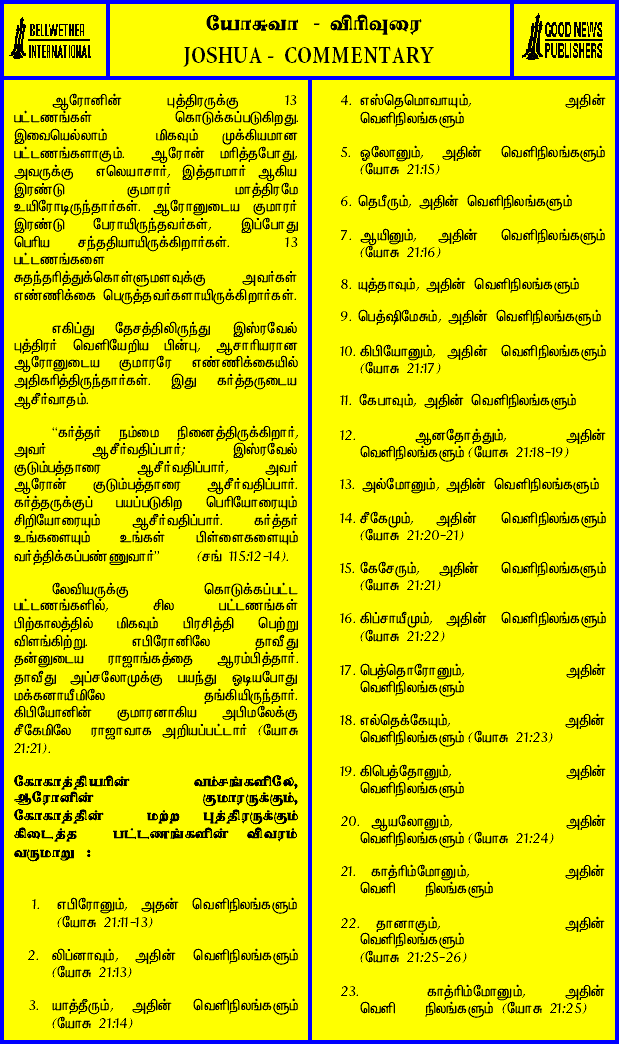 BELLWETHER
INTERNATIONAL
யோசுவா - விரிவுரை
JOSHUA - COMMENTARY
GOOD NEWS
PUBLISHERS
ஆரோனின் புத்திரருக்கு 13
பட்டணங்கள் கொடுக்கப்படுகிறது.
இவையெல்லாம் மிகவும் முக்கியமான
பட்டணங்களாகும். ஆரோன் மரித்தபோது,
அவருக்கு எலெயாசார், இத்தாமார் ஆகிய
இரண்டு குமாரர் மாத்திரமே
உயிரோடிருந்தார்கள். ஆரோனுடைய குமாரர்
இரண்டு பேராயிருந்தவர்கள், இப்போது
பெரிய சந்ததியாயிருக்கிறார்கள். 13
பட்டணங்களை
சுதந்தரித்துக்கொள்ளுமளவுக்கு அவர்கள்
எண்ணிக்கை பெருத்தவர்களாயிருக்கிறார்கள்.
எகிப்து தேசத்திலிருந்து இஸ்ரவேல்
புத்திரர் வெளியேறிய பின்பு, ஆசாரியரான
ஆரோனுடைய குமாரரே எண்ணிக்கையில்
அதிகரித்திருந்தார்கள். இது கர்த்தருடைய
ஆசீர்வாதம்.
“கர்த்தர் நம்மை நினைத்திருக்கிறார்,
அவர் ஆசீர்வதிப்பார்; இஸ்ரவேல்
குடும்பத்தாரை ஆசீர்வதிப்பார், அவர்
ஆரோன் குடும்பத்தாரை ஆசீர்வதிப்பார்.
கர்த்தருக்குப் பயப்படுகிற பெரியோரையும்
சிறியோரையும் ஆசீர்வதிப்பார். கர்த்தர்
உங்களையும் உங்கள் பிள்ளைகளையும்
வர்த்திக்கப்பண்ணுவார்” (சங் 115:12-14).
லேவியருக்கு கொடுக்கப்பட்ட
பட்டணங்களில், சில பட்டணங்கள்
பிற்காலத்தில் மிகவும் பிரசித்தி பெற்று
விளங்கிற்று. எபிரோனிலே தாவீது
தன்னுடைய ராஜாங்கத்தை ஆரம்பித்தார்.
தாவீது அப்சலோமுக்கு பயந்து ஓடியபோது
மக்கனாயீமிலே தங்கியிருந்தார்.
கிபியோனின் குமாரனாகிய அபிமலேக்கு
சீகேமிலே ராஜாவாக அறியப்பட்டார் (யோசு
21:21).
கோகாத்தியரின் வம்சங்களிலே,
ஆரோனின் குமாரருக்கும்,
கோகாத்தின் மற்ற புத்திரருக்கும்
கிடைத்த பட்டணங்களின் விவரம்
வருமாறு :
1. எபிரோனும், அதன் வெளிநிலங்களும்
(யோசு 21:11-13)
2. லிப்னாவும், அதின் வெளிநிலங்களும்
(யோசு 21:13)
3. யாத்தீரும், அதின் வெளிநிலங்களும்
(யோசு 21:14)
4. எஸ்தெமொவாயும், அதின்
வெளிநிலங்களும்
5. ஓலோனும், அதின் வெளிநிலங்களும்
(யோசு 21:15)
6. தெபீரும், அதின் வெளிநிலங்களும்
7. ஆயினும், அதின் வெளிநிலங்களும்
(யோசு 21:16)
8. யுத்தாவும், அதின் வெளிநிலங்களும்
9. பெத்ஷிமேசும், அதின் வெளிநிலங்களும்
10. கிபியோனும், அதின் வெளிநிலங்களும்
(யோசு 21:17)
11. கேபாவும், அதின் வெளிநிலங்களும்
12. ஆனதோத்தும், அதின்
வெளிநிலங்களும் (யோசு 21:18-19)
13. அல்மோனும், அதின் வெளிநிலங்களும்
14. சீகேமும், அதின் வெளிநிலங்களும்
(யோசு 21:20-21)
15. கேசேரும், அதின் வெளிநிலங்களும்
(யோசு 21:21)
16. கிப்சாயீமும், அதின் வெளிநிலங்களும்
(யோசு 21:22)
17. பெத்தொரோனும், அதின்
வெளிநிலங்களும்
18. எல்தெக்கேயும், அதின்
வெளிநிலங்களும் (யோசு 21:23)
19. கிபெத்தோனும், அதின்
வெளிநிலங்களும்
20. ஆயலோனும், அதின்
வெளிநிலங்களும் (யோசு 21:24)
21. காத்ரிம்மோனும், அதின்
வெளி நிலங்களும்
22. தானாகும், அதின்
வெளிநிலங்களும்
(யோசு 21:25-26)
23. காத்ரிம்மோனும், அதின்
வெளி நிலங்களும் (யோசு 21:25)